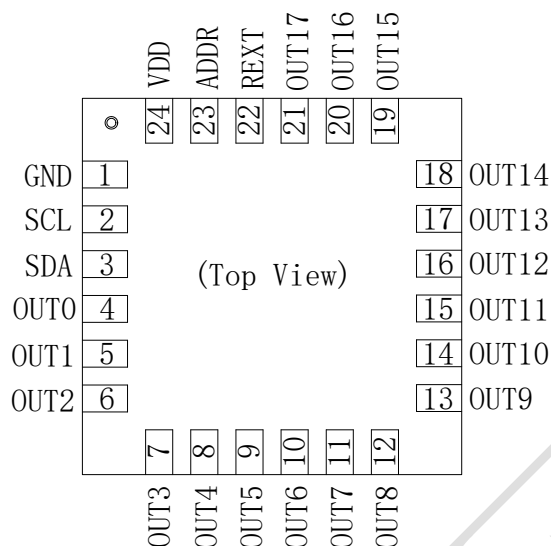 VDD ADDR REXT OUT17 OUT16 OUT15
24 23 22 21 20 19
GND 1 18 OUT14
SCL 2 17 OUT13
SDA 3 16 OUT12
(Top View)
OUT0 4 15 OUT11
OUT1 5 14 OUT10
OUT2 6 13 OUT9
7 8 9 10 11 12
OUT3 OUT4 OUT5 OUT6 OUT7 OUT8